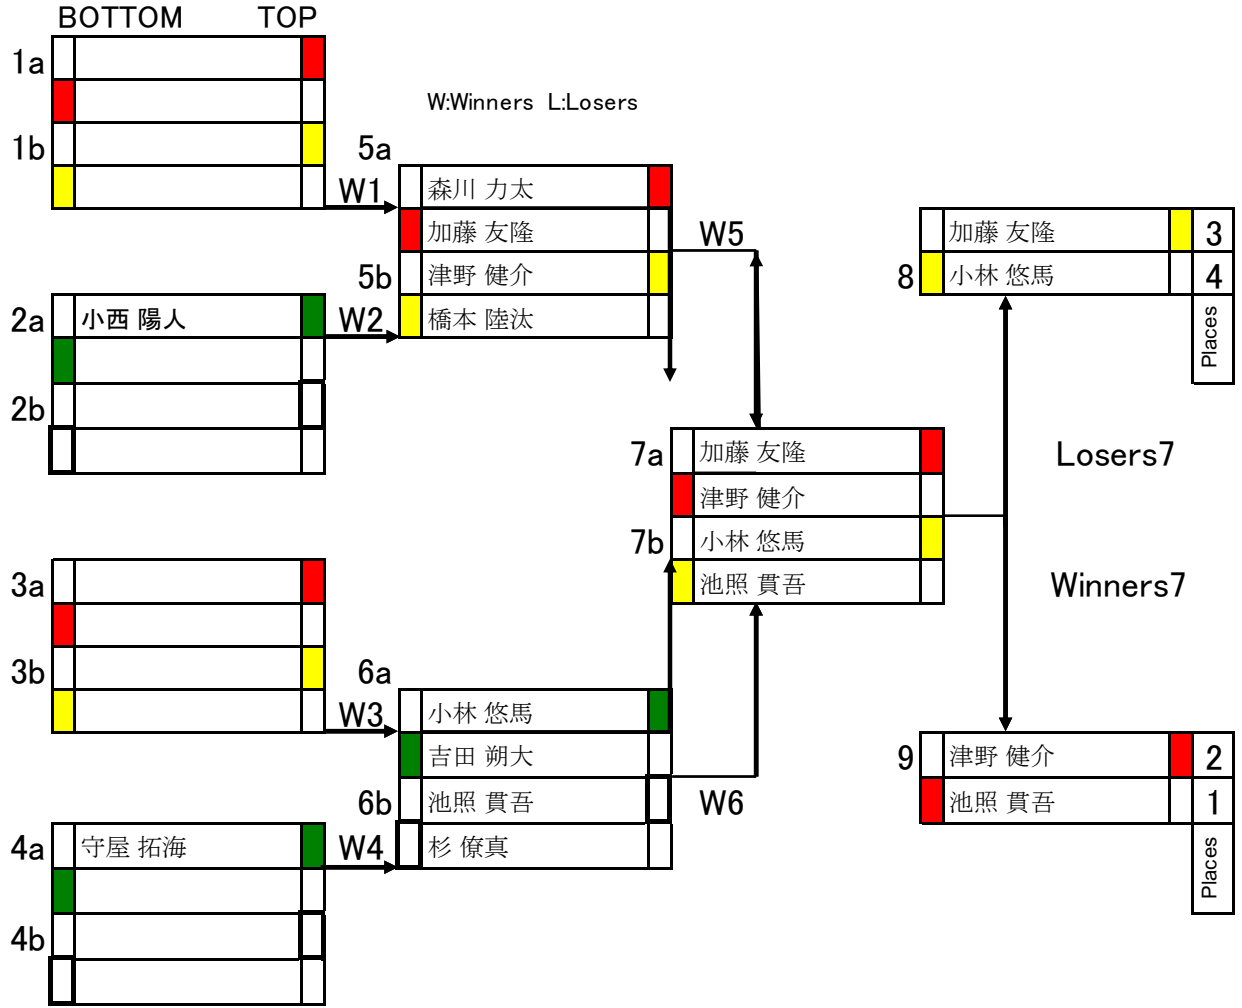 BOTTOM TOP
1a
1b
W:Winners L:Losers
5a
W1
森川 力太
加藤 友隆
W5
5b
津野 健介
橋本 陸汰
2a
小西 陽人
W2
2b
加藤 友隆 3
8 小林 悠馬 4
Places
7a
加藤 友隆
津野 健介
7b
小林 悠馬
池照 貫吾
Losers7
Winners7
3a
3b
W3
6a
小林 悠馬
吉田 朔大
6b
池照 貫吾
杉 僚真
W6
4a
守屋 拓海
W4
4b
9 津野 健介 2
池照 貫吾 1
Places